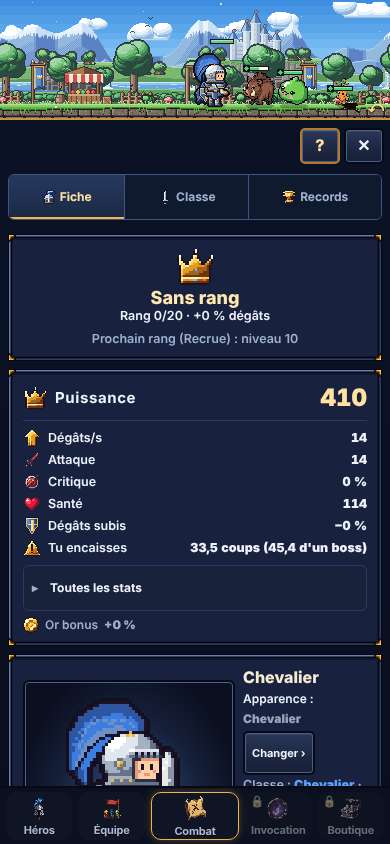 ?
✕
Fiche
Classe
Records
Sans rang
Rang 0/20 · +0 % dégâts
Prochain rang (Recrue) : niveau 10
Puissance 410
Dégâts/s 14
Attaque 14
Critique 0 %
Santé 114
Dégâts subis −0 %
Tu encaisses 33,5 coups (45,4 d'un boss)
▸ Toutes les stats
Or bonus +0 %
Chevalier
Apparence :
Chevalier
Changer ›
Classe : Chevalier ·
Héros
Équipe
Combat
Invocation
Boutique